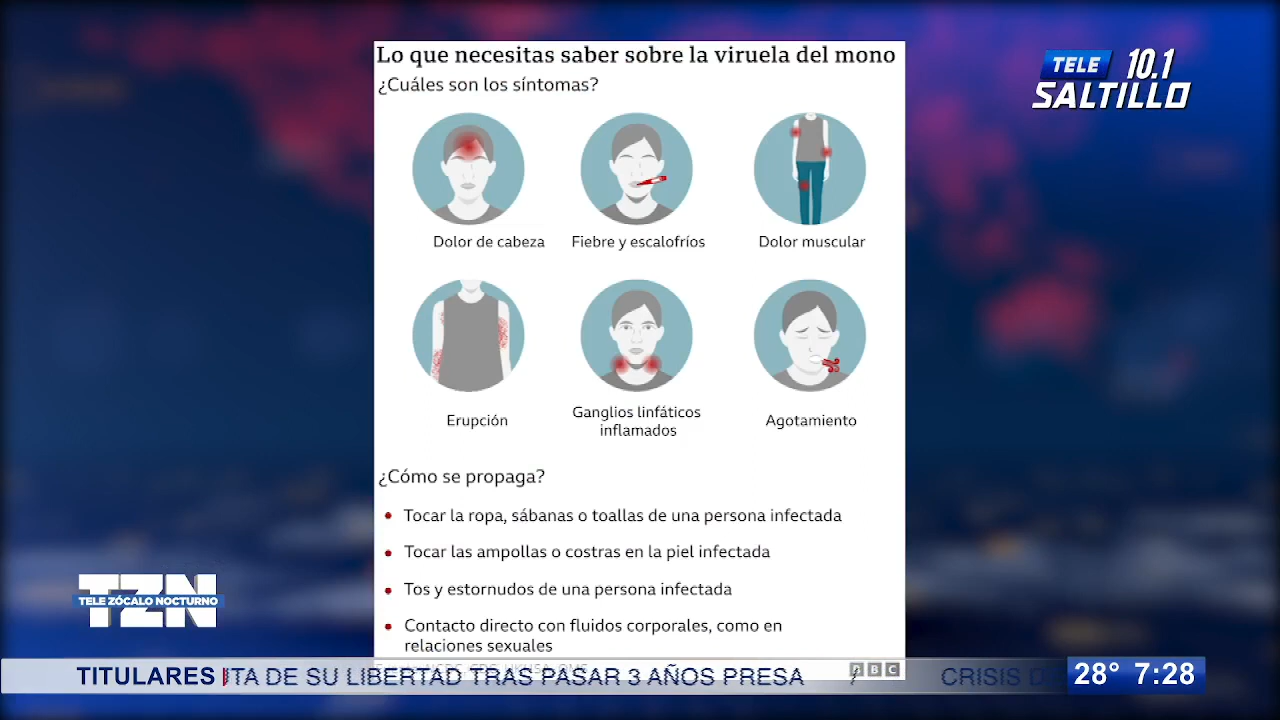 Lo que necesitas saber sobre la viruela del mono
¿Cuáles son los síntomas?
TELE 10.1
SALTILLO
Dolor de cabeza
Fiebre y escalofríos
Dolor muscular
Erupción
Ganglios linfáticos
inflamados
Agotamiento
¿Cómo se propaga?
Tocar la ropa, sábanas o toallas de una persona infectada
Tocar las ampollas o costras en la piel infectada
Tos y estornudos de una persona infectada
Contacto directo con fluidos corporales, como en
relaciones sexuales
TZN
TELE ZÓCALO NOCTURNO
BBC
TITULARES TA DE SU LIBERTAD TRAS PASAR 3 AÑOS PRESA / CRISIS D
28° 7:28